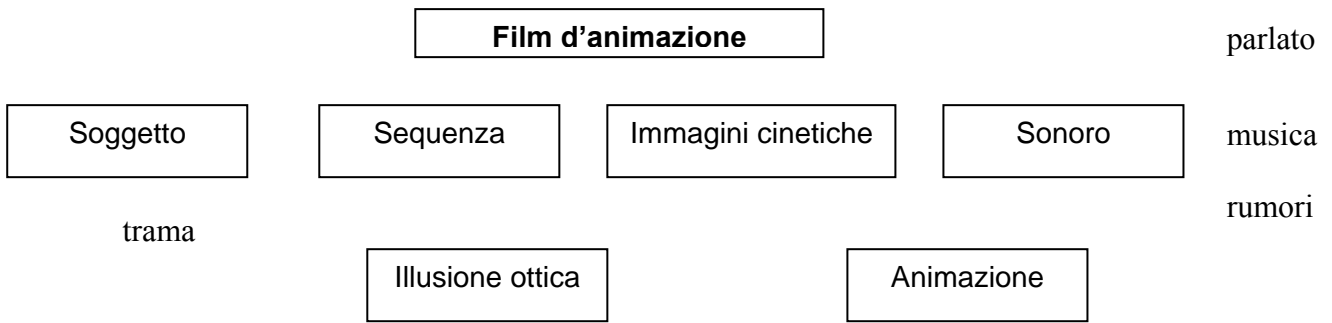 Film d’animazione
parlato
Soggetto
Sequenza
Immagini cinetiche
Sonoro
musica
rumori
trama
Illusione ottica
Animazione